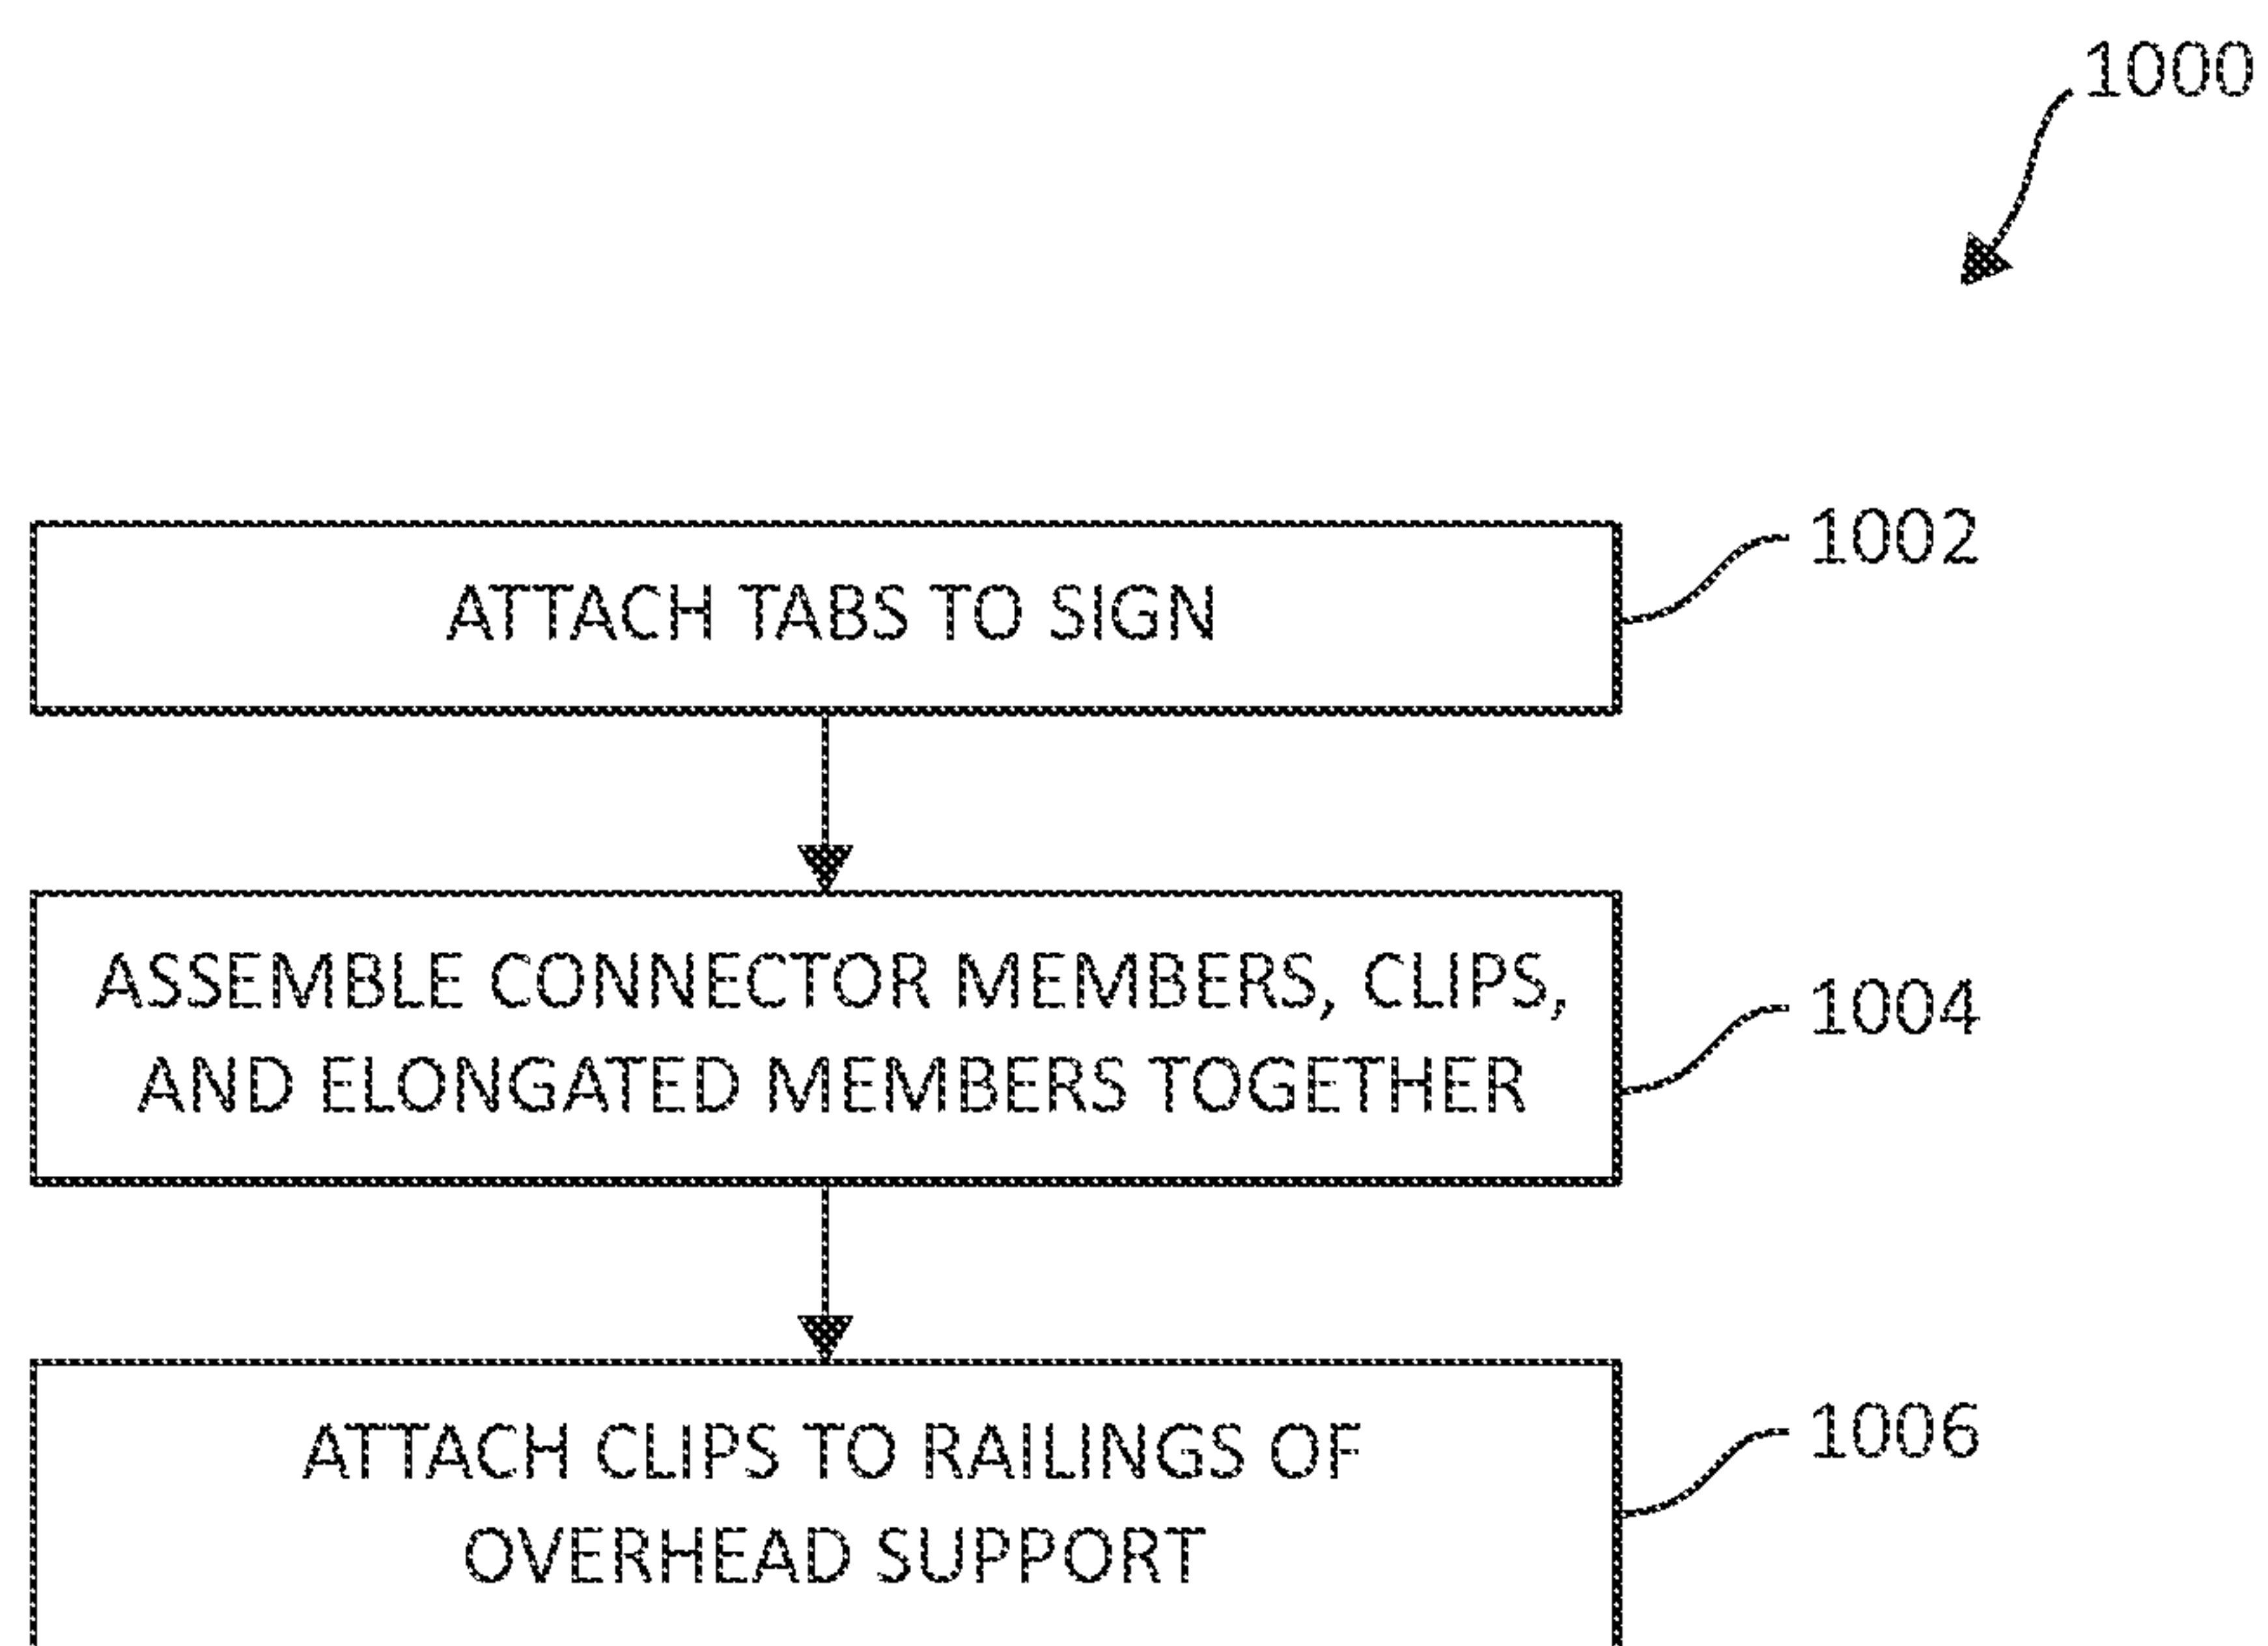 1000
ATTACH TABS TO SIGN
1002
ASSEMBLE CONNECTOR MEMBERS, CLIPS,
AND ELONGATED MEMBERS TOGETHER
1004
ATTACH CLIPS TO RAILINGS OF
OVERHEAD SUPPORT
1006